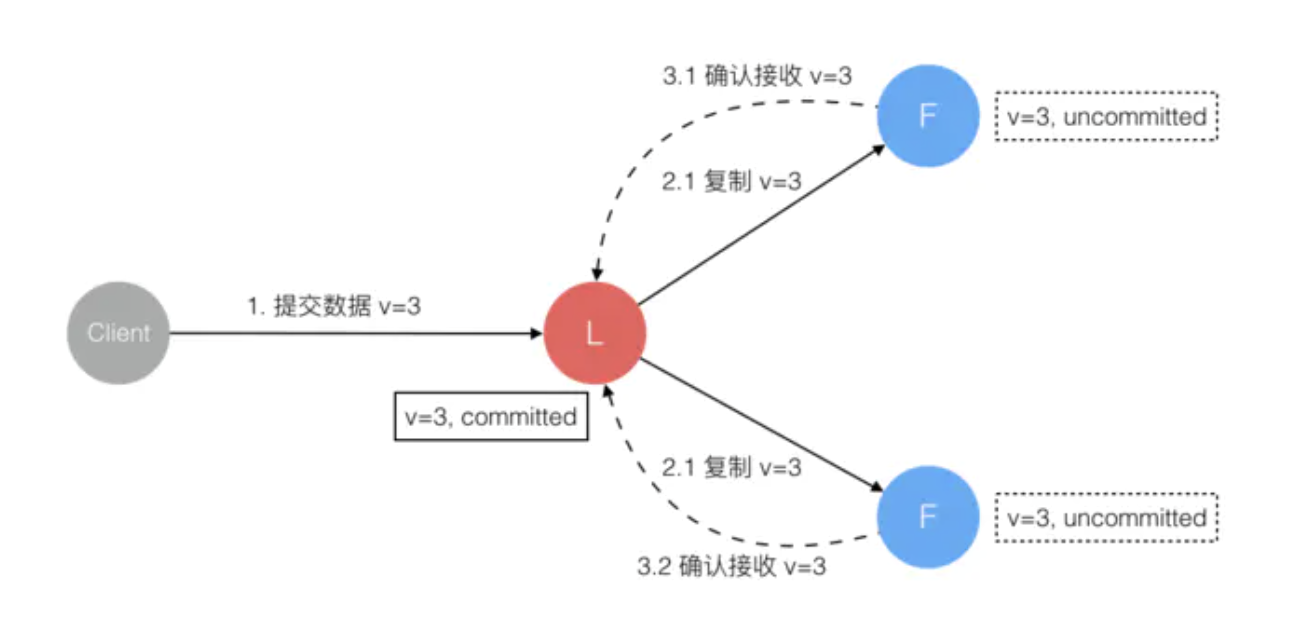 3.1 确认接收 v=3
F
v=3, uncommitted
2.1 复制 v=3
1. 提交数据 v=3
Client
L
v=3, committed
2.1 复制 v=3
F
v=3, uncommitted
3.2 确认接收 v=3